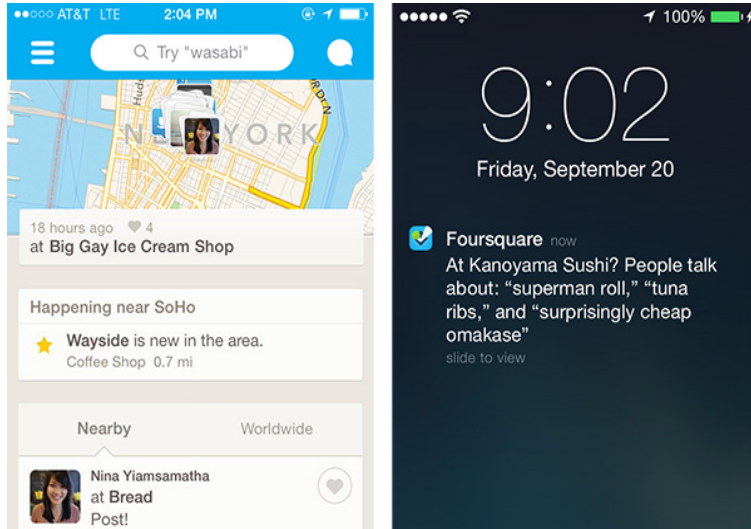 AT&T LTE 2:04 PM
Try "wasabi"
NEW YORK
18 hours ago 4
at Big Gay Ice Cream Shop
Happening near SoHo
Wayside is new in the area.
Coffee Shop 0.7 mi
Nearby Worldwide
Nina Yiamsamatha
at Bread
Post!
100%
9:02
Friday, September 20
Foursquare now
At Kanoyama Sushi? People talk
about: “superman roll,” “tuna
ribs,” and “surprisingly cheap
omakase”
slide to view